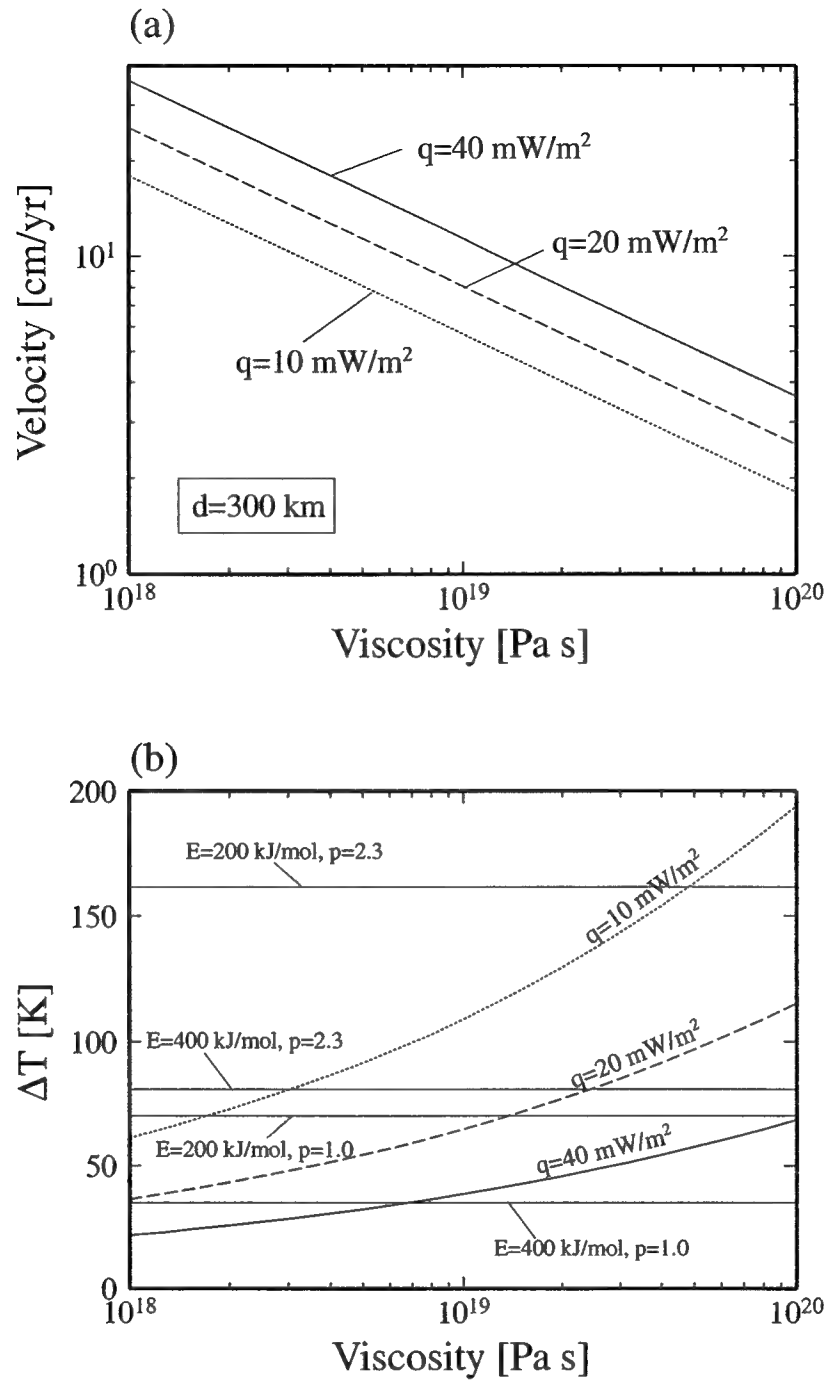 (a)
q=40 mW/m²
q=20 mW/m²
q=10 mW/m²
d=300 km
Velocity [cm/yr]
10¹
10⁰
10¹⁸
10¹⁹
10²⁰
Viscosity [Pa s]
(b)
200
150
100
50
0
ΔT [K]
E=200 kJ/mol, p=2.3
q=10 mW/m²
E=400 kJ/mol, p=2.3
q=20 mW/m²
E=200 kJ/mol, p=1.0
q=40 mW/m²
E=400 kJ/mol, p=1.0
10¹⁸
10¹⁹
10²⁰
Viscosity [Pa s]